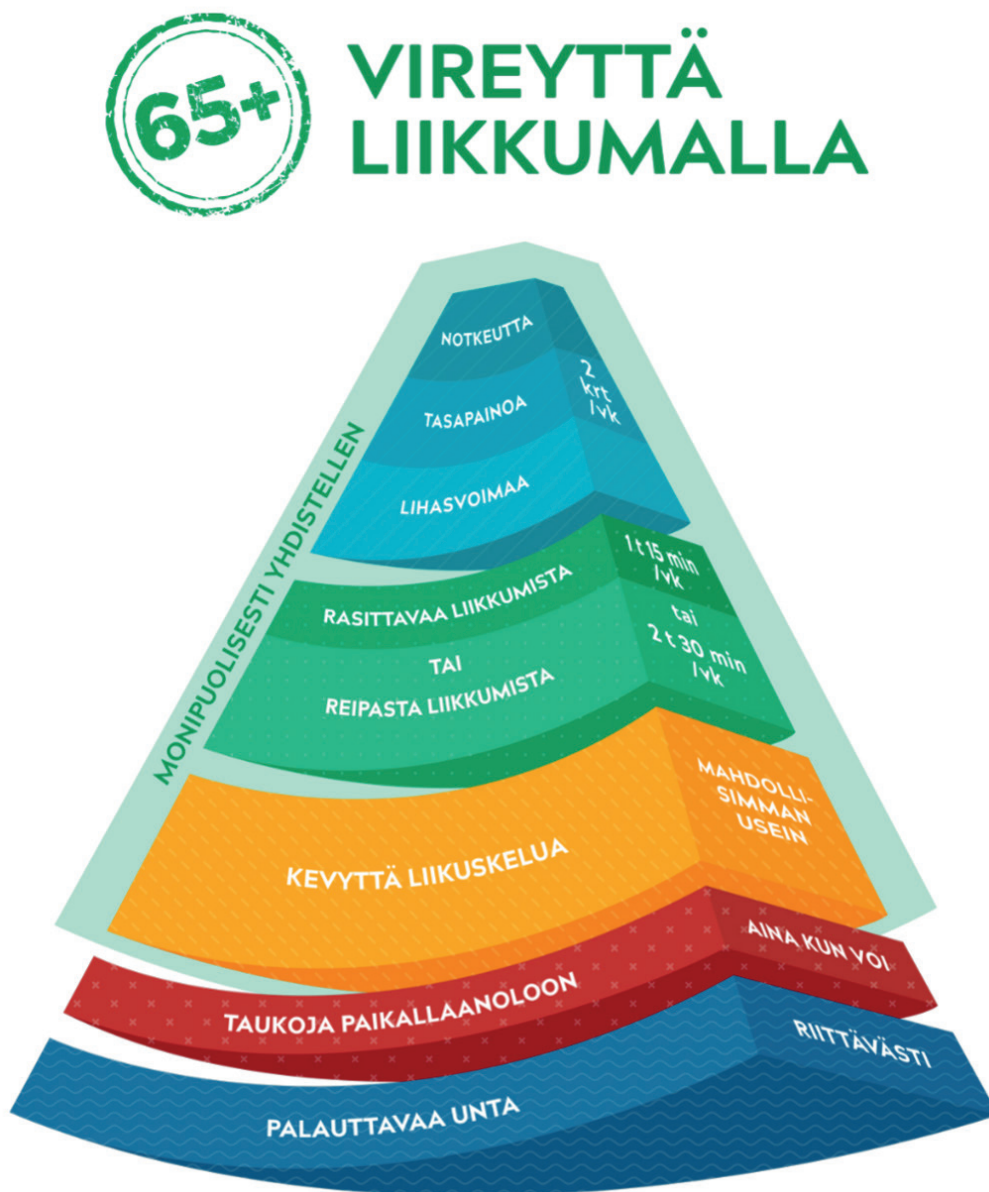 65+
VIREYTTÄ
LIIKKUMALLA
MONIPUOLISESTI YHDISTELLEN
NOTKEUTTA
TASAPAINOA
LIHASVOIMAA
2
krt
/vk
RASITTAVAA LIIKKUMISTA
TAI
REIPASTA LIIKKUMISTA
1 t 15 min
/vk
tai
2 t 30 min
/vk
KEVYTTÄ LIIKUSKELUA
MAHDOLLI-
SIMMAN
USEIN
TAUKOJA PAIKALLAANOLOON
AINA KUN VOI
PALAUTTAVAA UNTA
RIITTÄVÄSTI